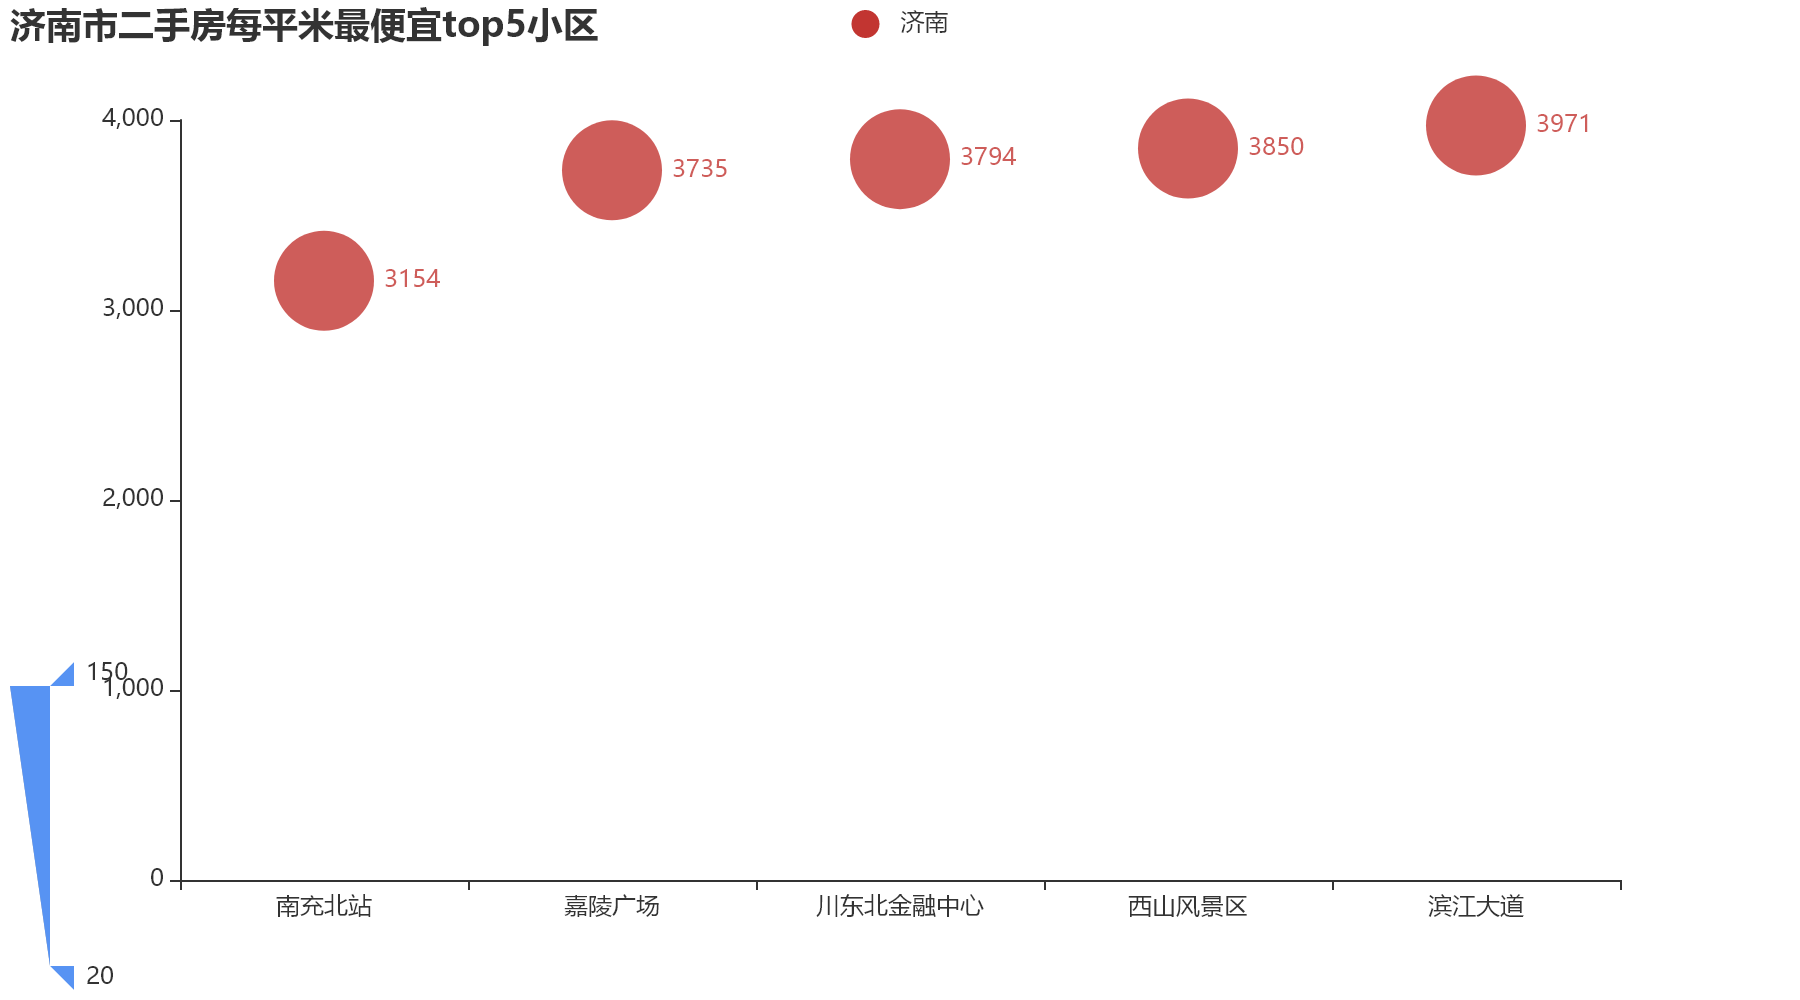 济南市二手房每平米最便宜top5小区
济南
4,000
3,000
2,000
1,000
0
3154
3735
3794
3850
3971
南充北站
嘉陵广场
川东北金融中心
西山风景区
滨江大道
150
20